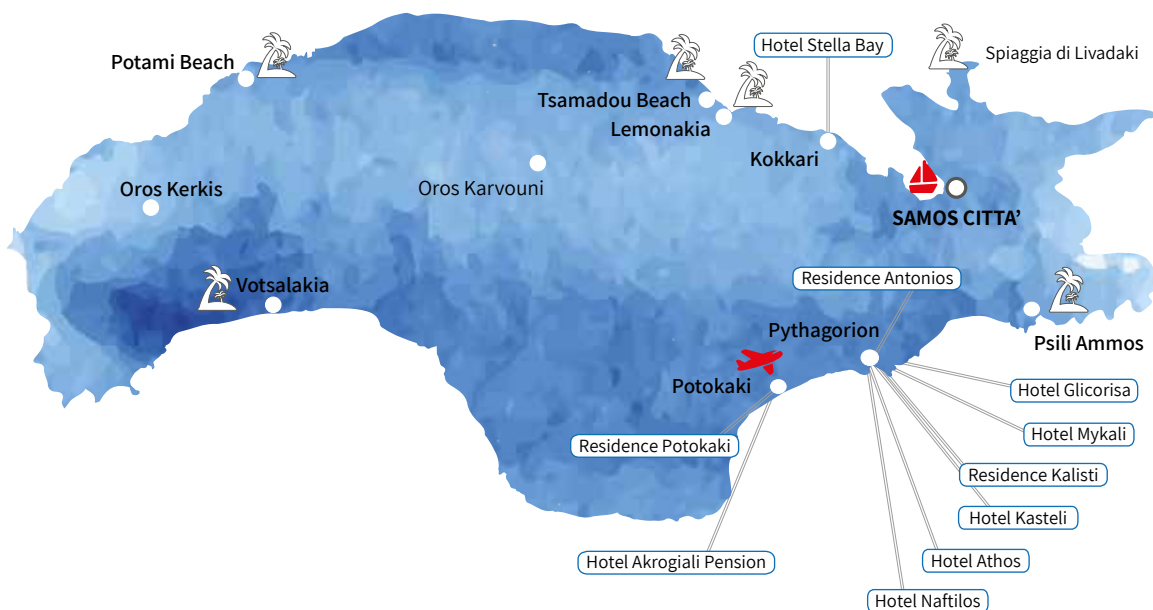 Hotel Stella Bay
Spiaggia di Livadaki
Potami Beach
Tsamadou Beach
Lemonakia
Kokkari
Oros Karvouni
Oros Kerkis
SAMOS CITTA’
Residence Antonios
Votsalakia
Pythagorion
Psili Ammos
Potokaki
Hotel Glicorisa
Hotel Mykali
Residence Potokaki
Residence Kalisti
Hotel Kasteli
Hotel Akrogiali Pension
Hotel Athos
Hotel Naftilos